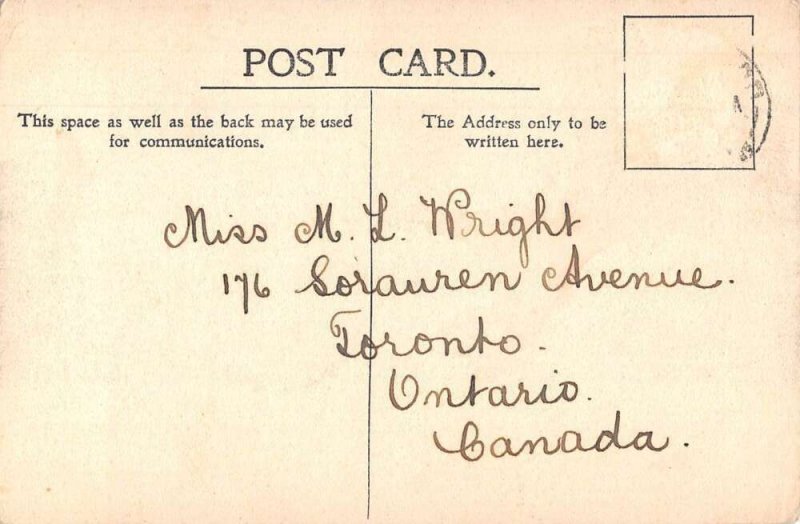 POST CARD.
This space as well as the back may be used
for communications.
The Address only to be
written here.
Miss M. L. Wright
176 Sorauren Avenue.
Toronto.
Ontario.
Canada.